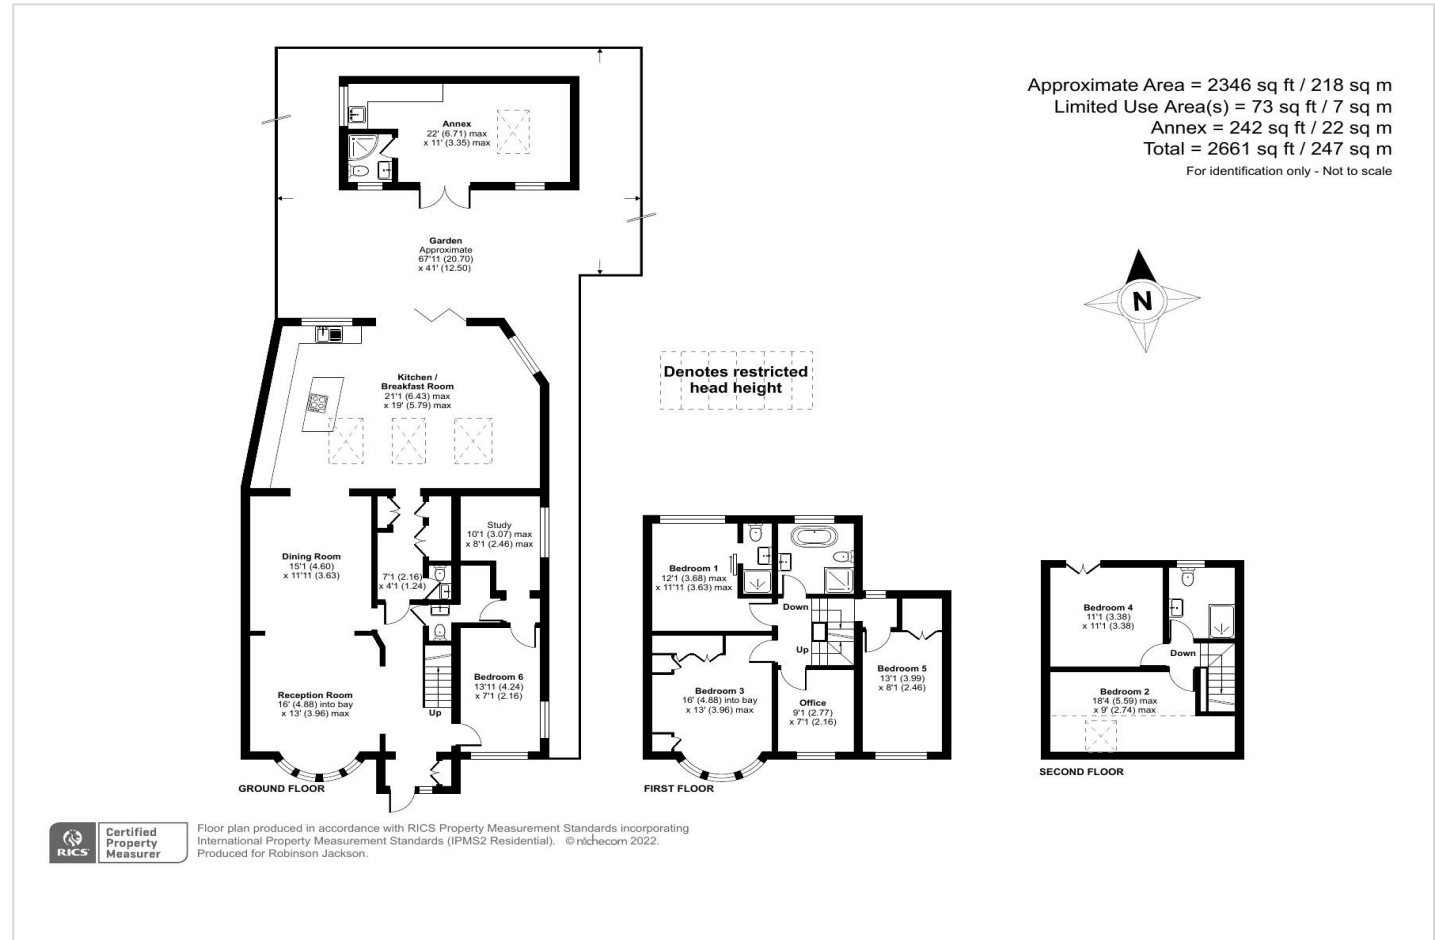 Approximate Area = 2346 sq ft / 218 sq m
Limited Use Area(s) = 73 sq ft / 7 sq m
Annex = 242 sq ft / 22 sq m
Total = 2661 sq ft / 247 sq m
For identification only - Not to scale
Annex
22' (6.71) max
x 11' (3.35) max
Garden
Approximate
67'11 (20.70)
x 41' (12.50)
N
Denotes restricted
head height
Kitchen /
Breakfast Room
21'1 (6.43) max
x 19' (5.79) max
Study
10'1 (3.07) max
x 8'1 (2.46) max
Dining Room
15'1 (4.60)
x 11'11 (3.63)
7'1 (2.16)
x 4'1 (1.24)
Bedroom 6
13'11 (4.24)
x 7'1 (2.16)
Reception Room
16' (4.88) into bay
x 13' (3.96) max
Up
GROUND FLOOR
Bedroom 1
12'1 (3.68) max
x 11'11 (3.63) max
Down
Up
Bedroom 3
16' (4.88) into bay
x 13' (3.96) max
Office
9'1 (2.77)
x 7'1 (2.16)
Bedroom 5
13'1 (3.99)
x 8'1 (2.46)
FIRST FLOOR
Bedroom 4
11'1 (3.38)
x 11'1 (3.38)
Down
Bedroom 2
18'4 (5.59) max
x 9' (2.74) max
SECOND FLOOR
RICS
Certified
Property
Measurer
Floor plan produced in accordance with RICS Property Measurement Standards incorporating
International Property Measurement Standards (IPMS2 Residential). © nichecom 2022.
Produced for Robinson Jackson.